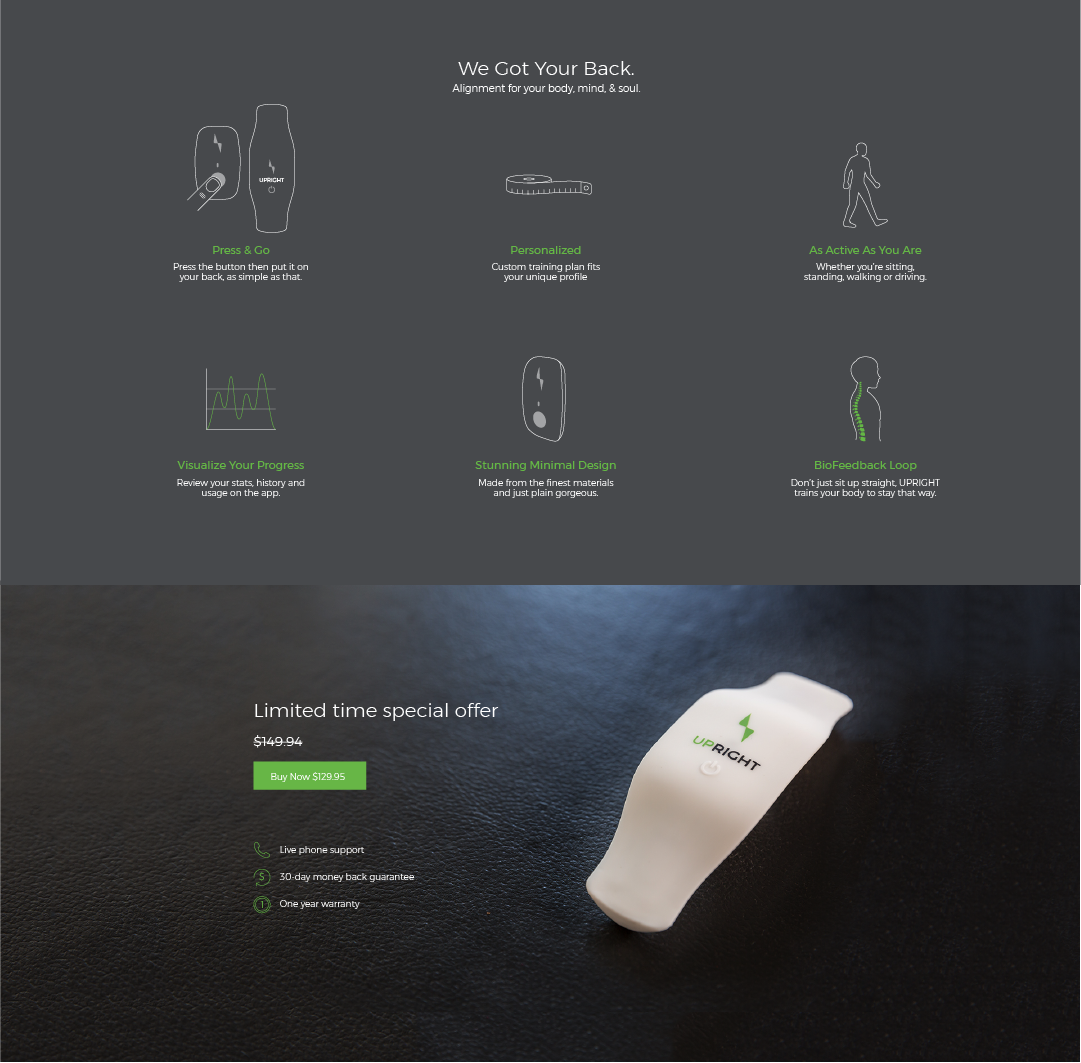 We Got Your Back.
Alignment for your body, mind, & soul.
UPRIGHT
Press & Go
Press the button then put it on
your back, as simple as that.
Personalized
Custom training plan fits
your unique profile
As Active As You Are
Whether you're sitting,
standing, walking or driving.
Visualize Your Progress
Review your stats, history and
usage on the app.
Stunning Minimal Design
Made from the finest materials
and just plain gorgeous.
BioFeedback Loop
Don't just sit up straight, UPRIGHT
trains your body to stay that way.
Limited time special offer
$149.94
Buy Now $129.95
Live phone support
$
30-day money back guarantee
1
One year warranty
UPRIGHT